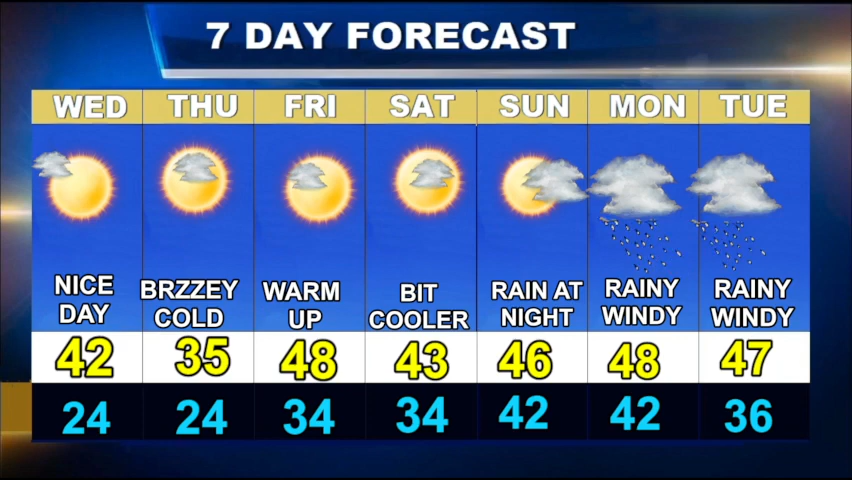 7 DAY FORECAST
WED THU FRI SAT SUN MON TUE
NICE DAY
BRZZEY COLD
WARM UP
BIT COOLER
RAIN AT NIGHT
RAINY WINDY
RAINY WINDY
42 35 48 43 46 48 47
24 24 34 34 42 42 36